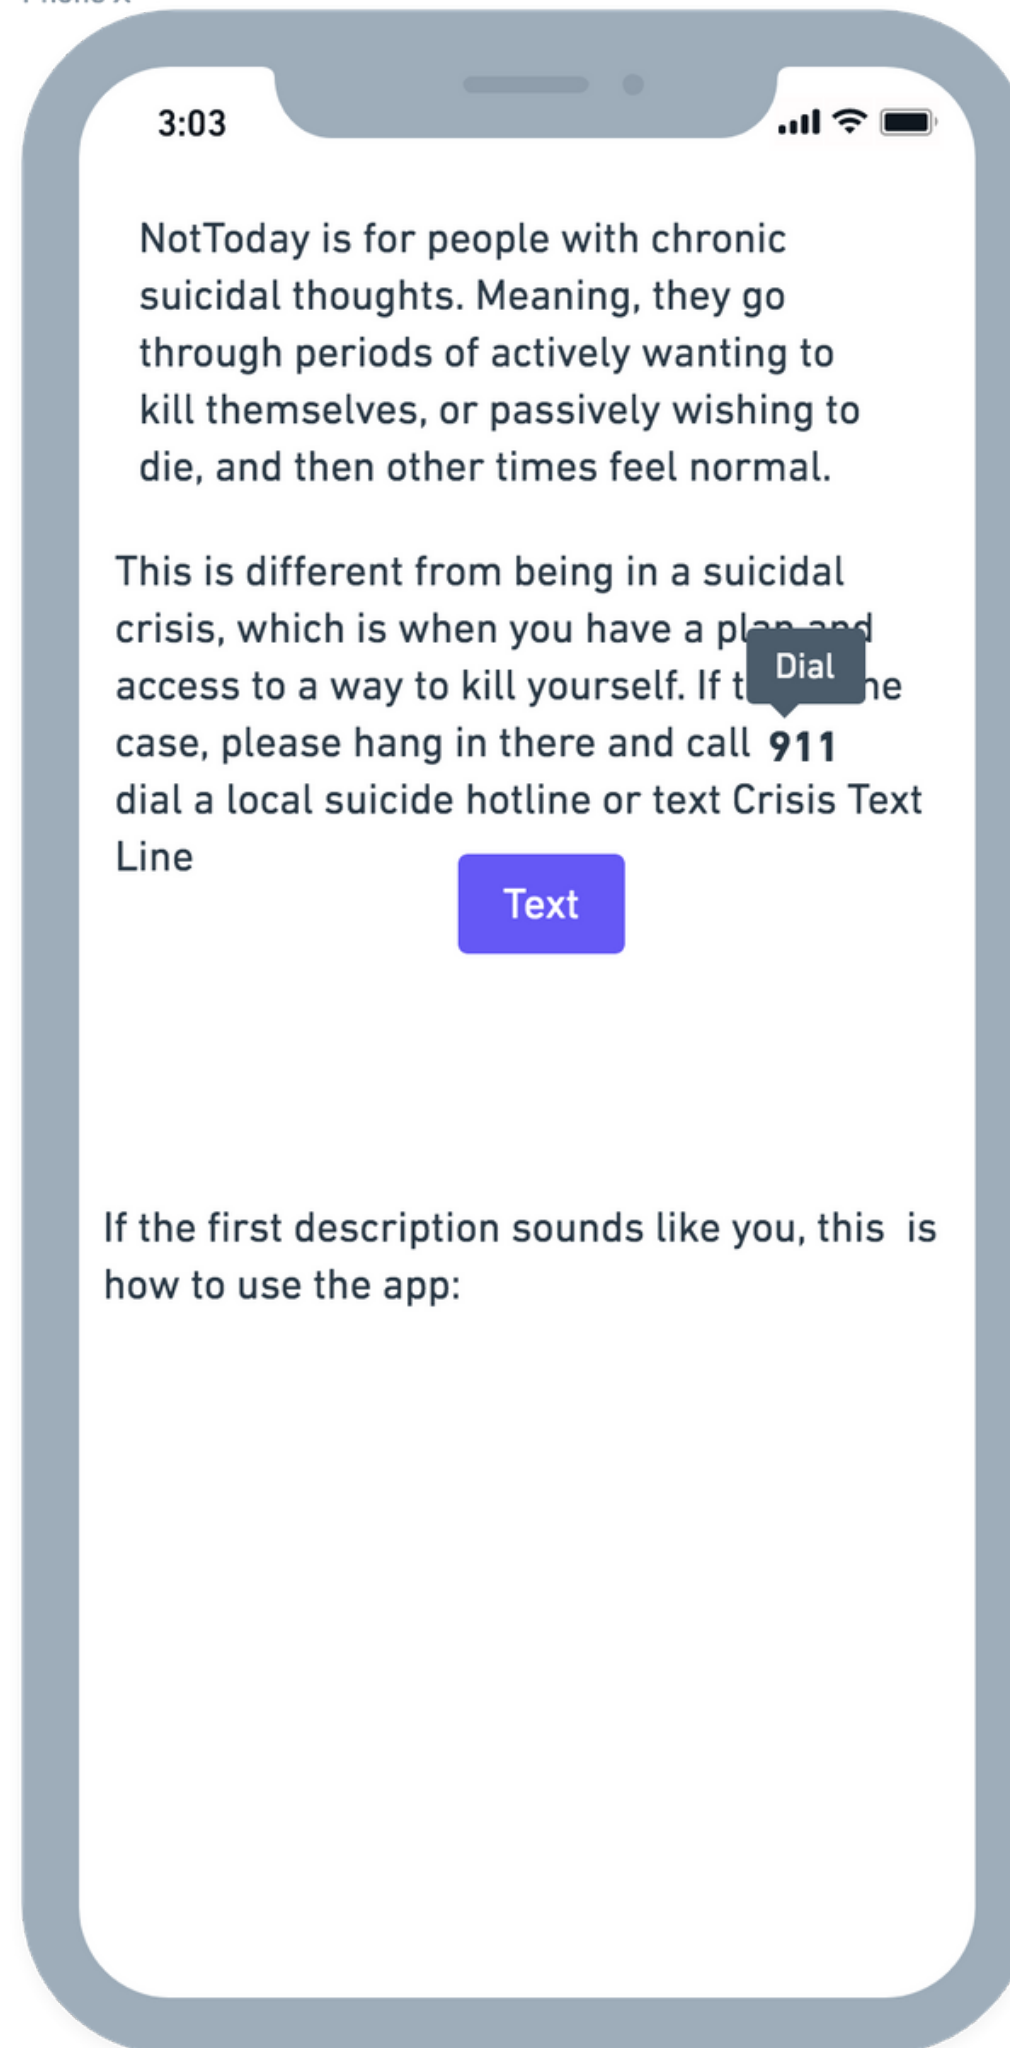 3:03
NotToday is for people with chronic
suicidal thoughts. Meaning, they go
through periods of actively wanting to
kill themselves, or passively wishing to
die, and then other times feel normal.
This is different from being in a suicidal
crisis, which is when you have a plan and
Dial
access to a way to kill yourself. If
case, please hang in there and call 911
dial a local suicide hotline or text Crisis Text
Line
Text
If the first description sounds like you, this is
how to use the app: